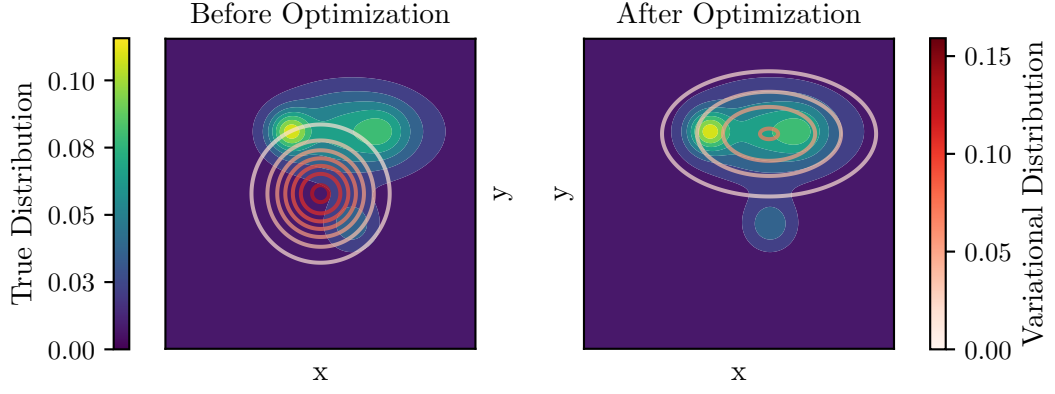 Before Optimization
After Optimization
True Distribution
0.10
0.08
0.05
0.03
0.00
x
y
y
x
0.15
0.10
0.05
0.00
Variational Distribution